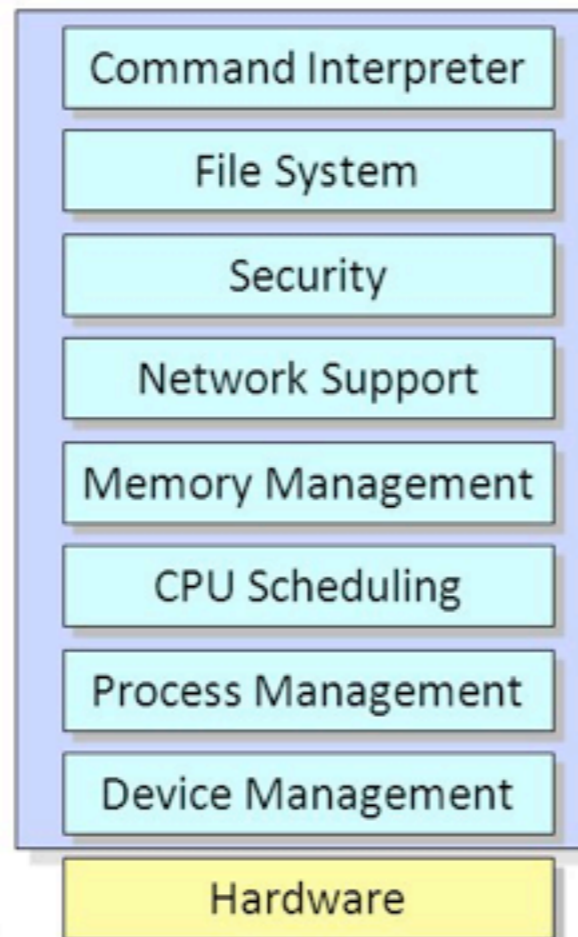 Command Interpreter
File System
Security
Network Support
Memory Management
CPU Scheduling
Process Management
Device Management
Hardware